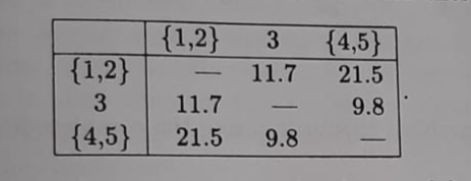 {1,2} 3 {4,5}
{1,2} — 11.7 21.5
3 11.7 — 9.8
{4,5} 21.5 9.8 —
.